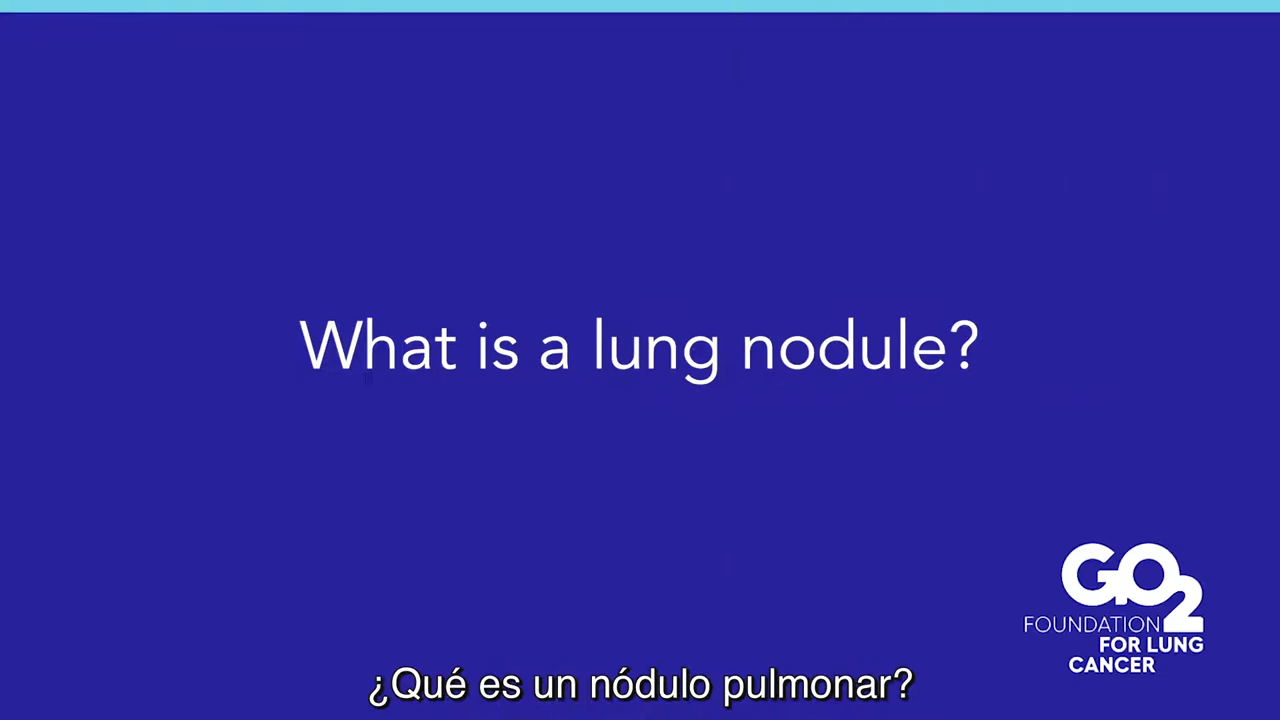 What is a lung nodule?
GO2
FOUNDATION
FOR LUNG
CANCER
¿Qué es un nódulo pulmonar?